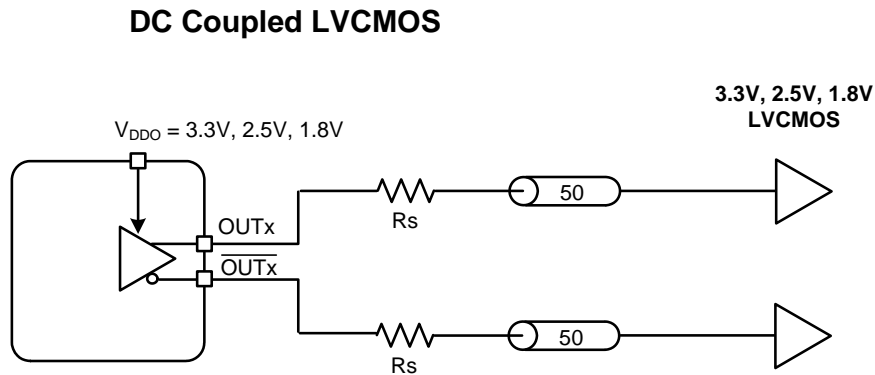 DC Coupled LVCMOS
3.3V, 2.5V, 1.8V
LVCMOS
VDDO = 3.3V, 2.5V, 1.8V
50
Rs
OUTx
OUTx
50
Rs